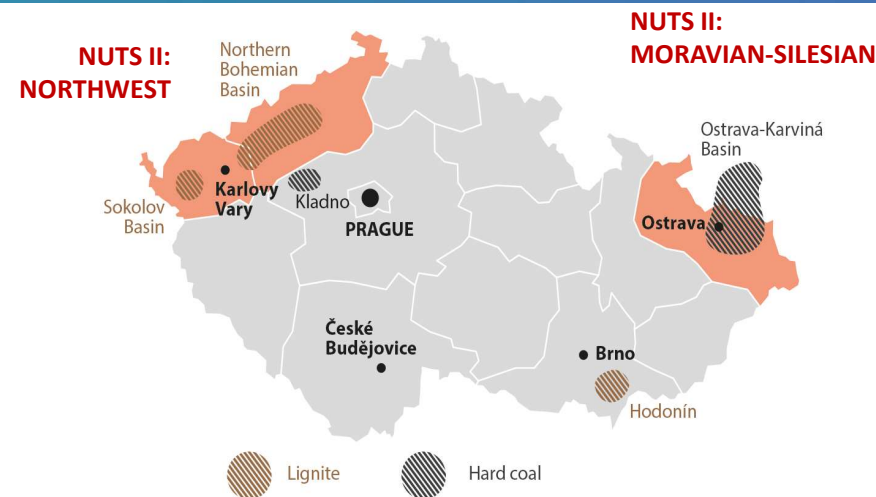 NUTS II:
NORTHWEST
Northern
Bohemian
Basin
NUTS II:
MORAVIAN-SILESIAN
Ostrava-Karviná
Basin
Karlovy
Vary
Sokolov
Basin
Kladno
PRAGUE
Ostrava
České
Budějovice
Brno
Hodonín
Lignite
Hard coal